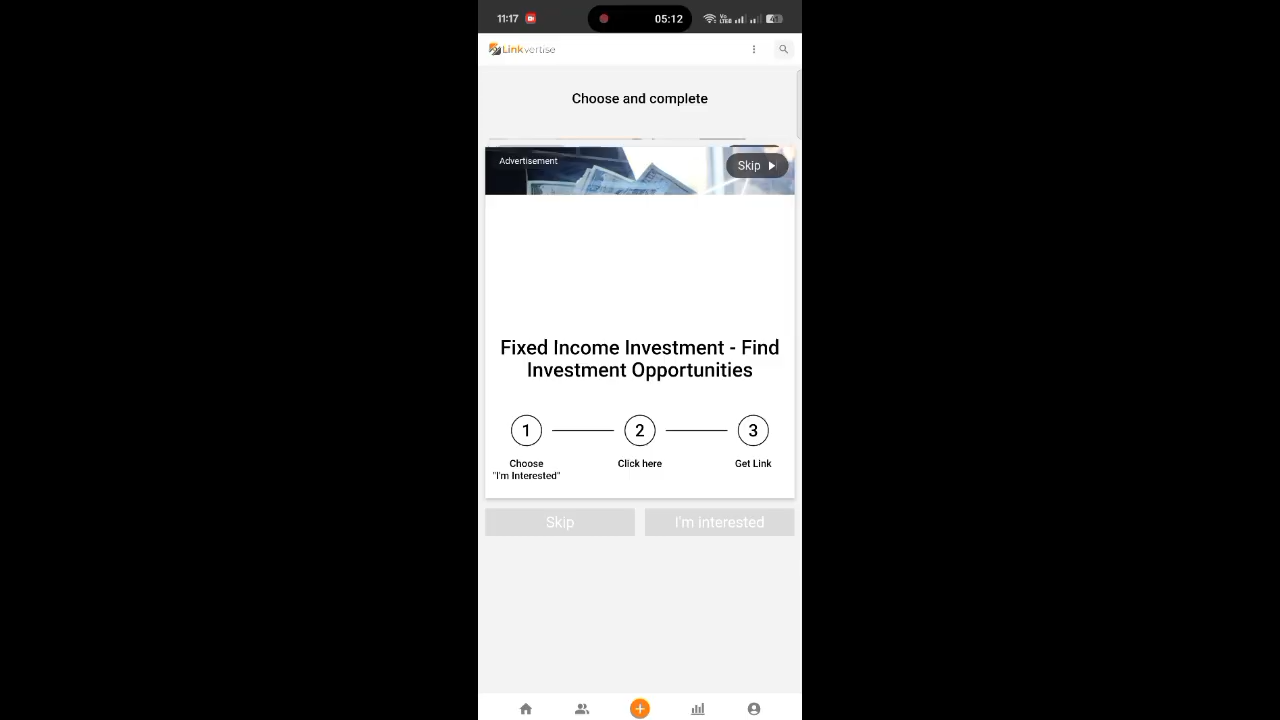 11:17
05:12
Linkvertise
Choose and complete
Advertisement
Skip
Fixed Income Investment - Find
Investment Opportunities
1
2
3
Choose
"I'm Interested"
Click here
Get Link
Skip
I'm interested